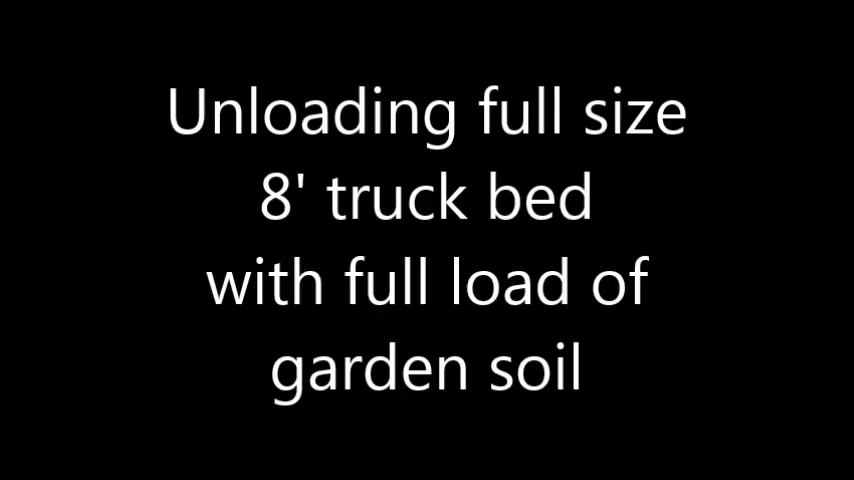 Unloading full size
8' truck bed
with full load of
garden soil